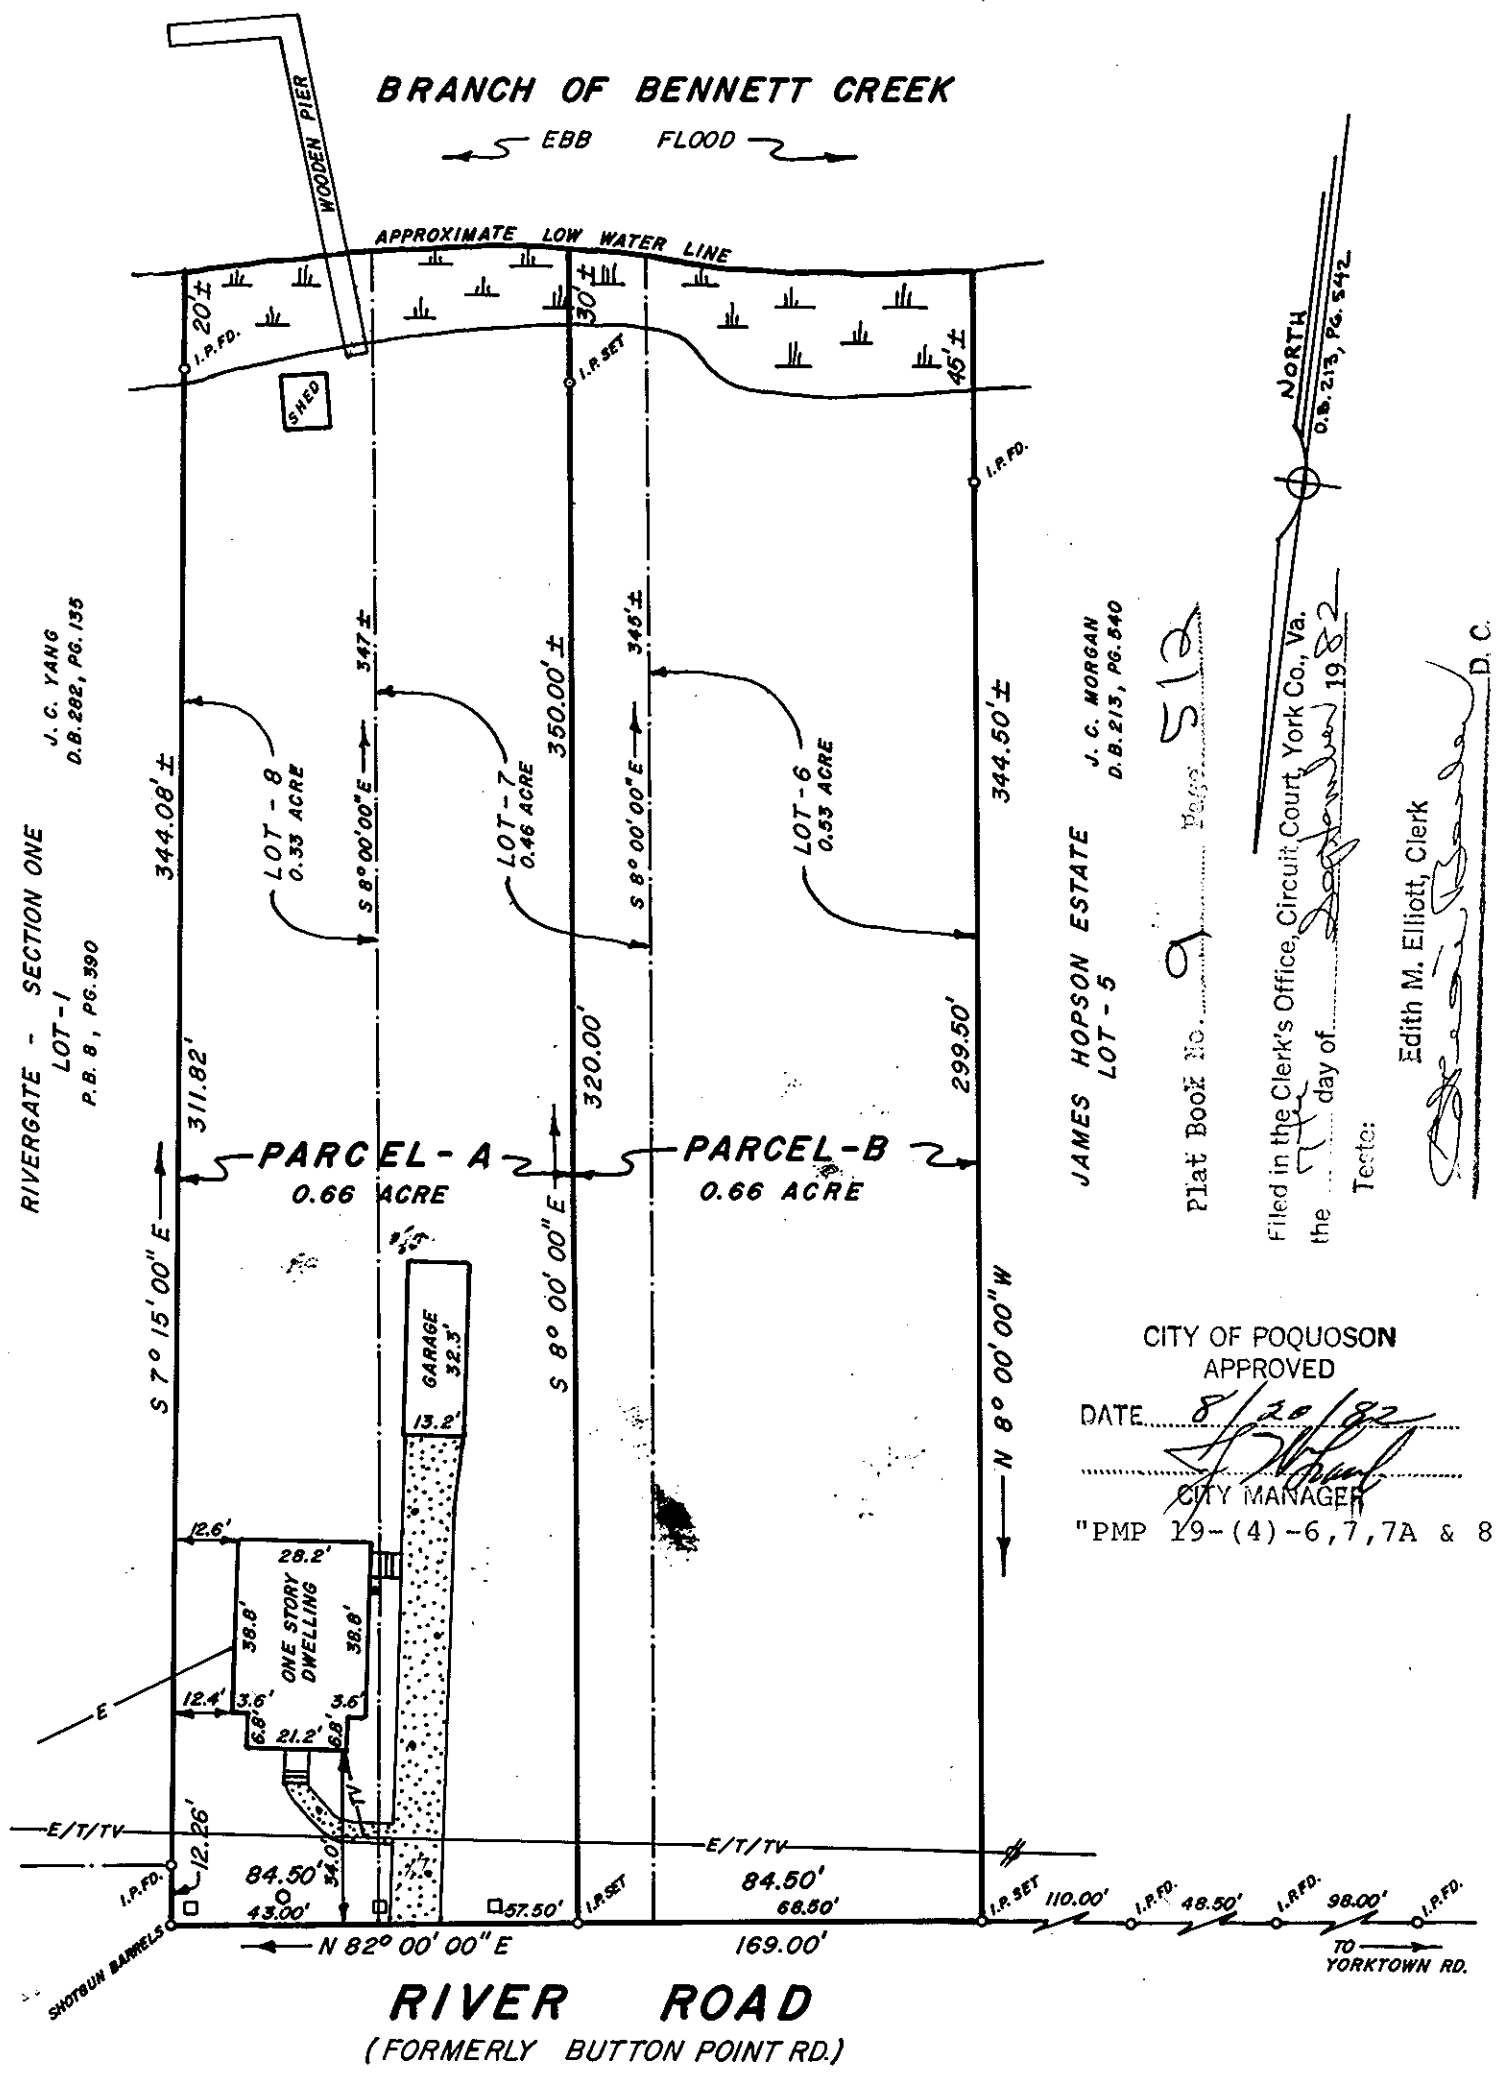 BRANCH OF BENNETT CREEK
EBB FLOOD
WOODEN PIER
APPROXIMATE LOW WATER LINE
20'±
I.P.FD.
30'±
I.P. SET
45'±
I.P.FD.
SHED
NORTH
D.B. 213, PG. 542
J. C. YANG
D.B. 282, PG. 135
RIVERGATE - SECTION ONE
LOT-1
P.B. 8, PG. 390
344.08'±
311.82'
S 7° 15' 00" E
LOT - 8
0.33 ACRE
347'±
S 8° 00' 00" E
LOT - 7
0.46 ACRE
350.00'±
320.00'
S 8° 00' 00" E
345'±
S 8° 00' 00" E
LOT - 6
0.53 ACRE
344.50'±
299.50'
N 8° 00' 00" W
PARCEL - A
0.66 ACRE
PARCEL - B
0.66 ACRE
J. C. MORGAN
D.B. 213, PG. 540
JAMES HOPSON ESTATE
LOT - 5
Plat Book No. 9 Page 512
Filed in the Clerk's Office, Circuit Court, York Co., Va.
the 7th day of September 1982
Teste:
Edith M. Elliott, Clerk
D. C.
CITY OF POQUOSON
APPROVED
DATE 8/20/82
CITY MANAGER
"PMP 19-(4)-6,7,7A & 8
GARAGE
32.3'
13.2'
12.6'
28.2'
ONE STORY
DWELLING
38.8'
38.8'
12.4'
3.6'
3.6'
6.8'
21.2'
6.8'
E
TV
E/T/TV
E/T/TV
12.26'
34.0'
I.P.FD.
84.50'
43.00'
57.50'
I.P. SET
84.50'
68.50'
I.P. SET
110.00'
I.P.FD.
48.50'
I.P.FD.
98.00'
I.P.FD.
N 82° 00' 00" E
169.00'
TO
YORKTOWN RD.
SHOTGUN BARRELS
RIVER ROAD
(FORMERLY BUTTON POINT RD.)